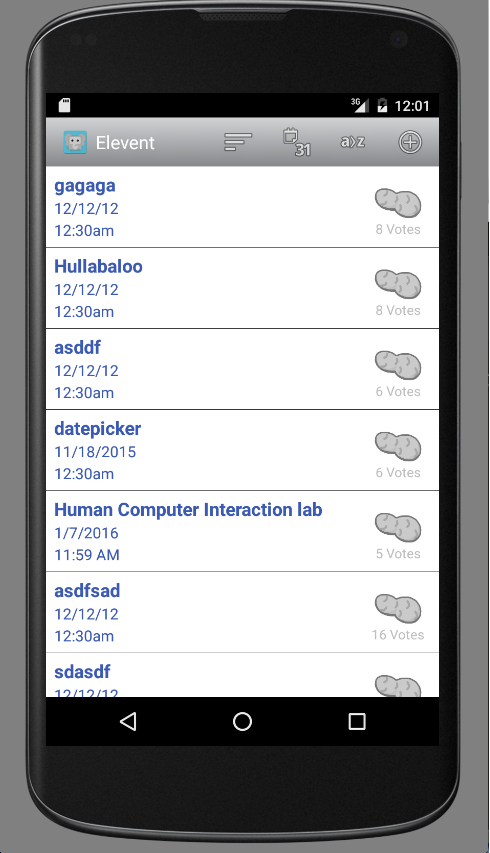 3G 12:01
Elevent 31 a>z
gagaga
12/12/12
12:30am
8 Votes
Hullabaloo
12/12/12
12:30am
8 Votes
asddf
12/12/12
12:30am
6 Votes
datepicker
11/18/2015
12:30am
6 Votes
Human Computer Interaction lab
1/7/2016
11:59 AM
5 Votes
asdfsad
12/12/12
12:30am
16 Votes
sdasdf
12/12/12